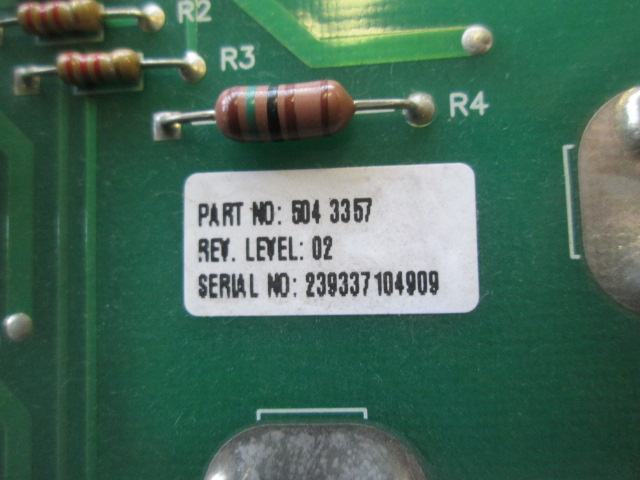 R2
R3
R4
PART NO: 504 3357
REV. LEVEL: 02
SERIAL NO: 239337104909